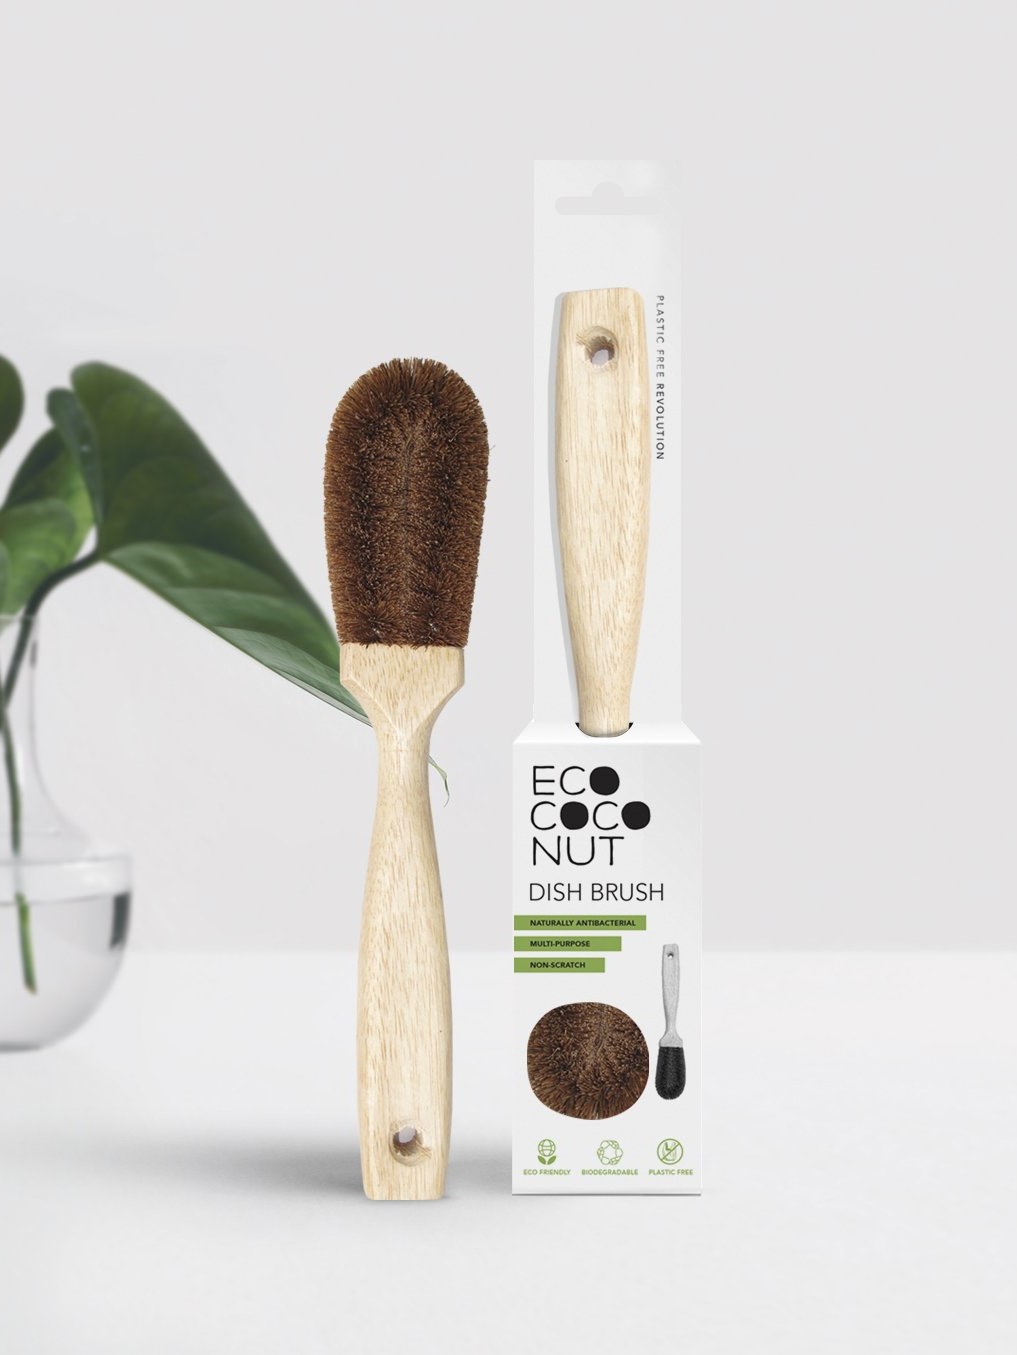 PLASTIC FREE REVOLUTION
ECO
COCO
NUT
DISH BRUSH
NATURALLY ANTIBACTERIAL
MULTI-PURPOSE
NON-SCRATCH
ECO FRIENDLY
BIODEGRADABLE
PLASTIC FREE